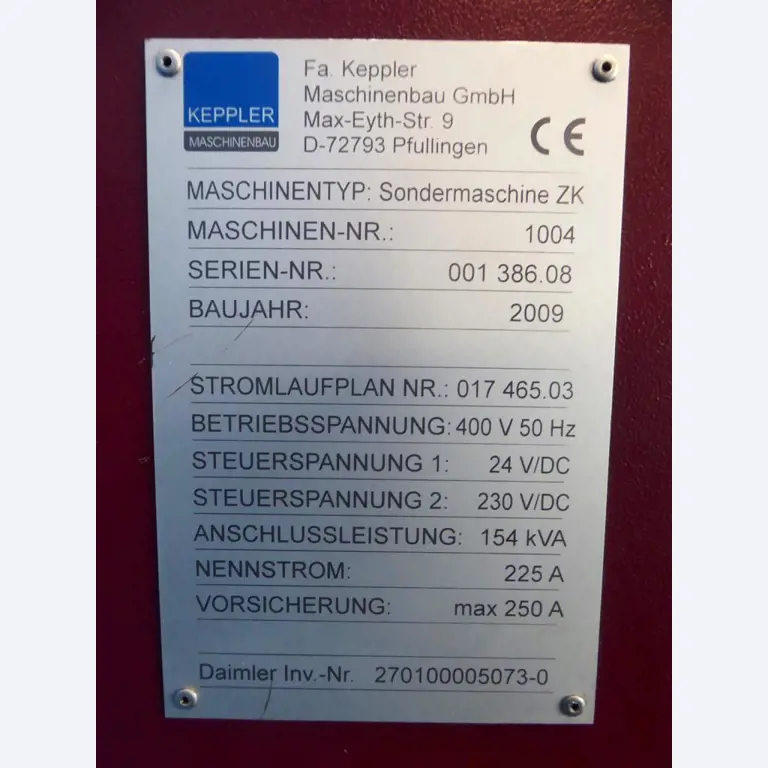 KEPPLER
MASCHINENBAU
Fa. Keppler
Maschinenbau GmbH
Max-Eyth-Str. 9
D-72793 Pfullingen
CE
MASCHINENTYP: Sondermaschine ZK
MASCHINEN-NR.: 1004
SERIEN-NR.: 001 386.08
BAUJAHR: 2009
STROMLAUFPLAN NR.: 017 465.03
BETRIEBSSPANNUNG: 400 V 50 Hz
STEUERSPANNUNG 1: 24 V/DC
STEUERSPANNUNG 2: 230 V/DC
ANSCHLUSSLEISTUNG: 154 kVA
NENNSTROM: 225 A
VORSICHERUNG: max 250 A
Daimler Inv.-Nr. 270100005073-0